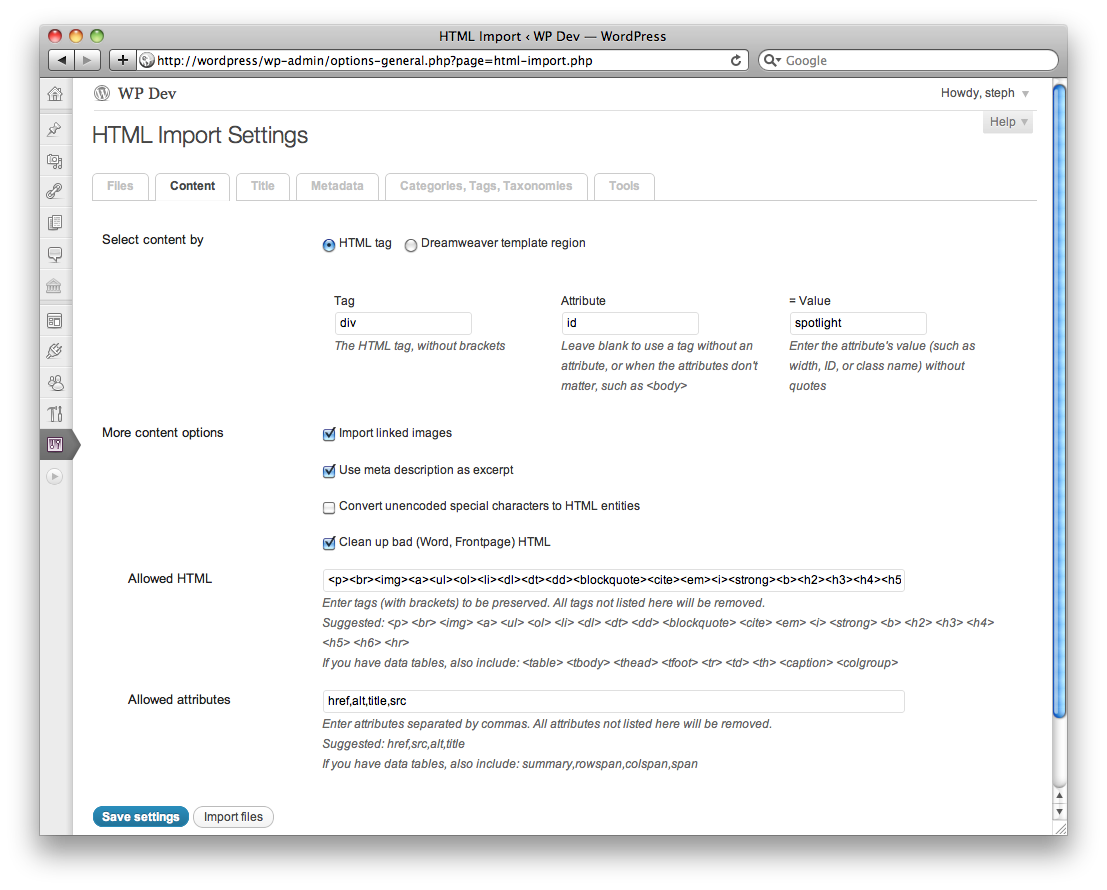 HTML Import ‹ WP Dev — WordPress
http://wordpress/wp-admin/options-general.php?page=html-import.php
Google
WP Dev
Howdy, steph
HTML Import Settings
Help
Files Content Title Metadata Categories, Tags, Taxonomies Tools
Select content by
HTML tag Dreamweaver template region
Tag Attribute = Value
div id spotlight
The HTML tag, without brackets
Leave blank to use a tag without an
attribute, or when the attributes don't
matter, such as <body>
Enter the attribute's value (such as
width, ID, or class name) without
quotes
More content options
Import linked images
Use meta description as excerpt
Convert unencoded special characters to HTML entities
Clean up bad (Word, Frontpage) HTML
Allowed HTML
<p><br><img><a><ul><ol><li><dl><dt><dd><blockquote><cite><em><i><strong><b><h2><h3><h4><h5
Enter tags (with brackets) to be preserved. All tags not listed here will be removed.
Suggested: <p> <br> <img> <a> <ul> <ol> <li> <dl> <dt> <dd> <blockquote> <cite> <em> <i> <strong> <b> <h2> <h3> <h4>
<h5> <h6> <hr>
If you have data tables, also include: <table> <tbody> <thead> <tfoot> <tr> <td> <th> <caption> <colgroup>
Allowed attributes
href,alt,title,src
Enter attributes separated by commas. All attributes not listed here will be removed.
Suggested: href,src,alt,title
If you have data tables, also include: summary,rowspan,colspan,span
Save settings Import files